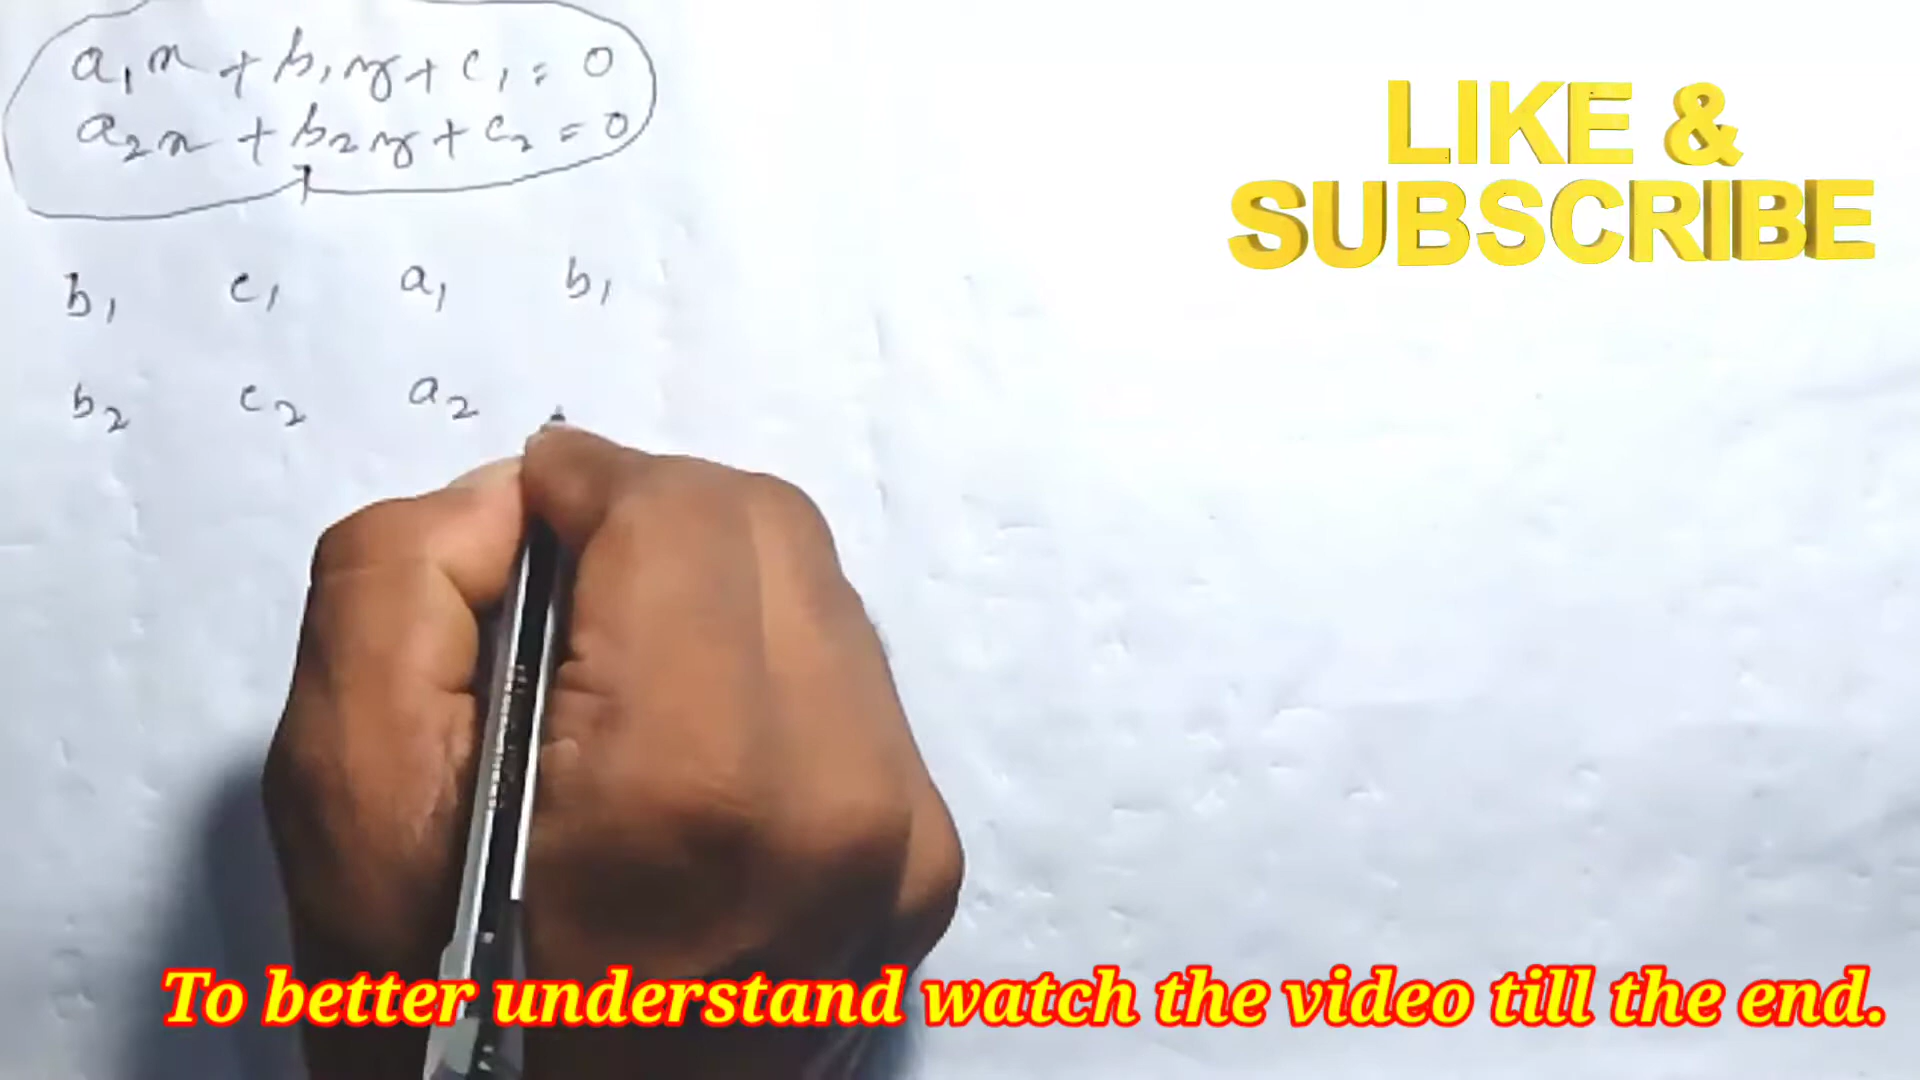 a₁x + b₁y + c₁ = 0
a₂x + b₂y + c₂ = 0
b₁ c₁ a₁ b₁
b₂ c₂ a₂
LIKE &
SUBSCRIBE
To better understand watch the video till the end.